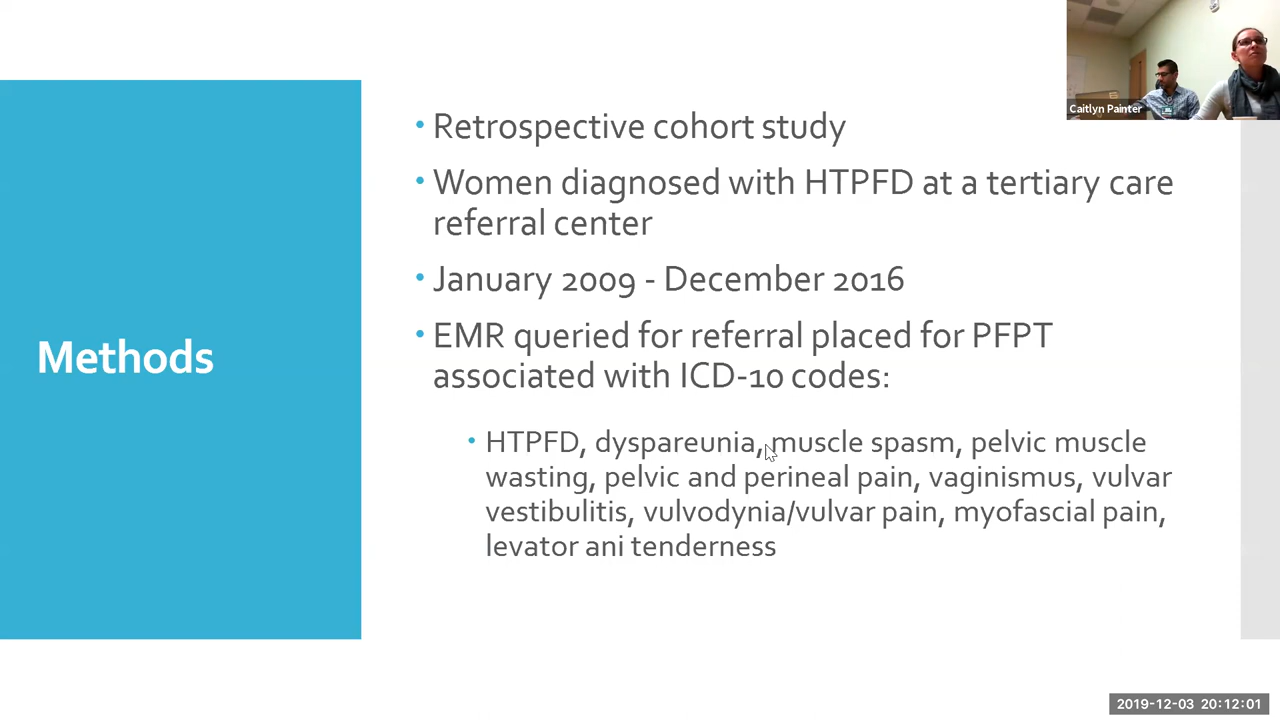 Caitlyn Painter
Methods
• Retrospective cohort study
• Women diagnosed with HTPFD at a tertiary care
referral center
• January 2009 - December 2016
• EMR queried for referral placed for PFPT
associated with ICD-10 codes:
• HTPFD, dyspareunia, muscle spasm, pelvic muscle
wasting, pelvic and perineal pain, vaginismus, vulvar
vestibulitis, vulvodynia/vulvar pain, myofascial pain,
levator ani tenderness
2019-12-03 20:12:01